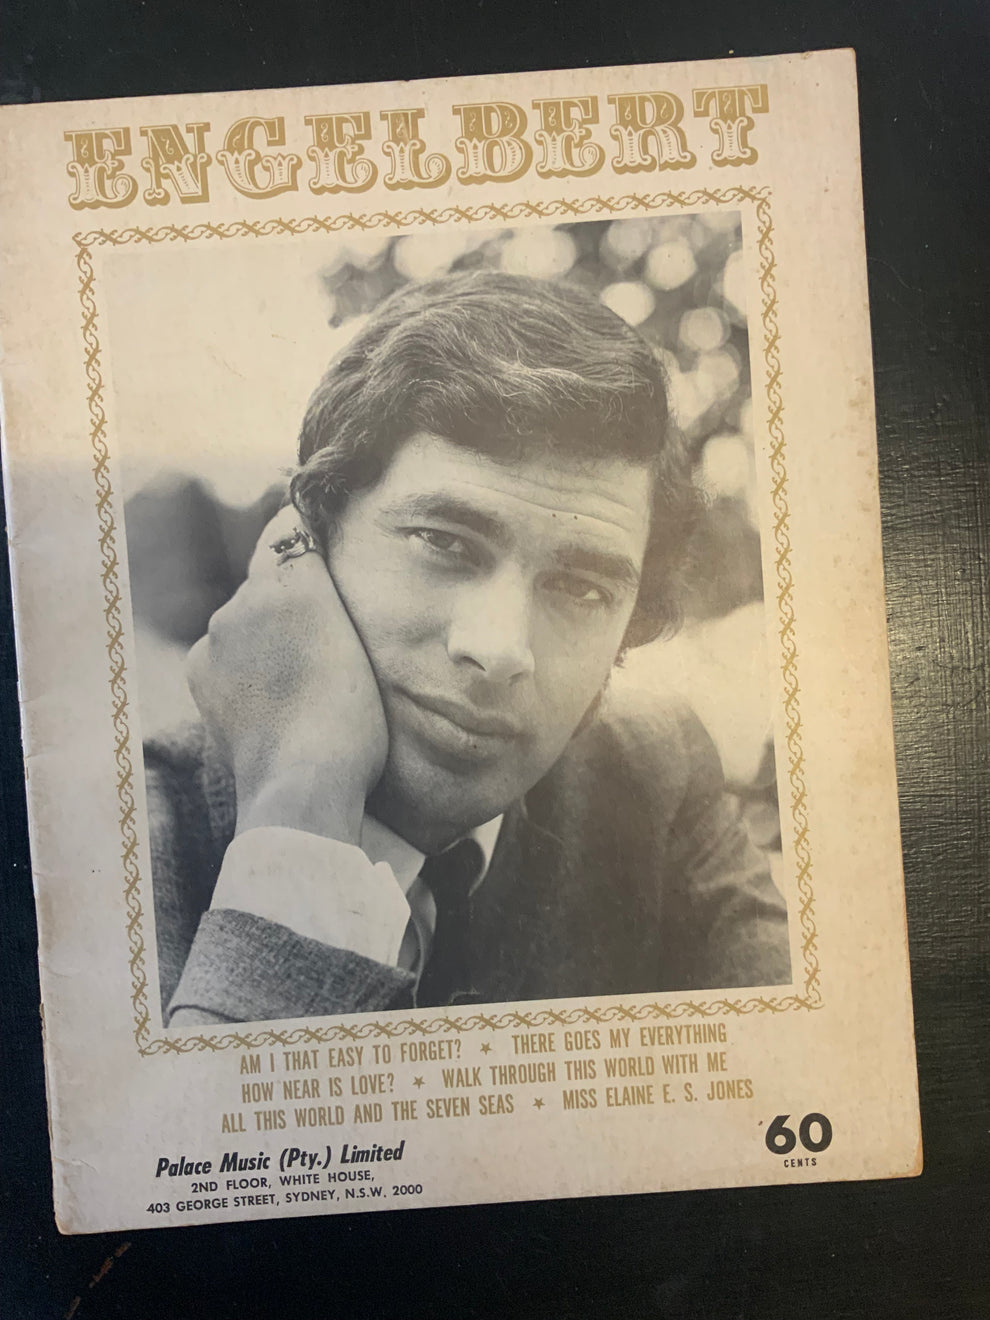 ENGELBERT
AM I THAT EASY TO FORGET? ★ THERE GOES MY EVERYTHING
HOW NEAR IS LOVE? ★ WALK THROUGH THIS WORLD WITH ME
ALL THIS WORLD AND THE SEVEN SEAS ★ MISS ELAINE E. S. JONES
Palace Music (Pty.) Limited
2ND FLOOR, WHITE HOUSE,
403 GEORGE STREET, SYDNEY, N.S.W. 2000
60
CENTS